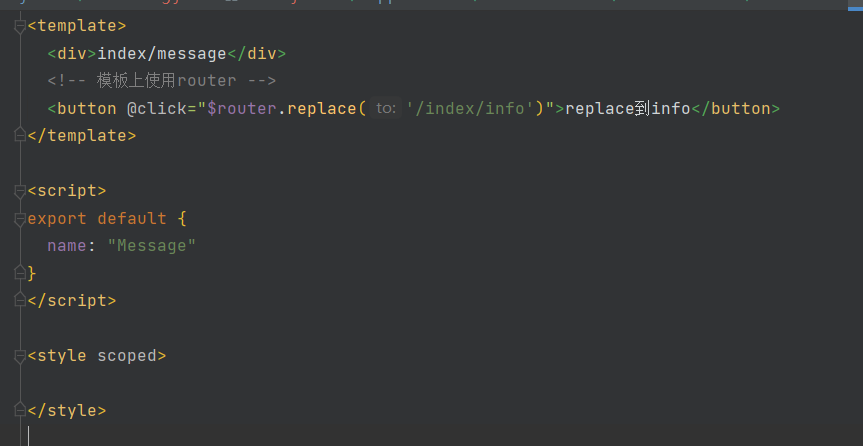 <template>
<div>index/message</div>
<!-- 模板上使用router -->
<button @click="$router.replace( to: '/index/info')">replace到info</button>
</template>
<script>
export default {
name: "Message"
}
</script>
<style scoped>
</style>